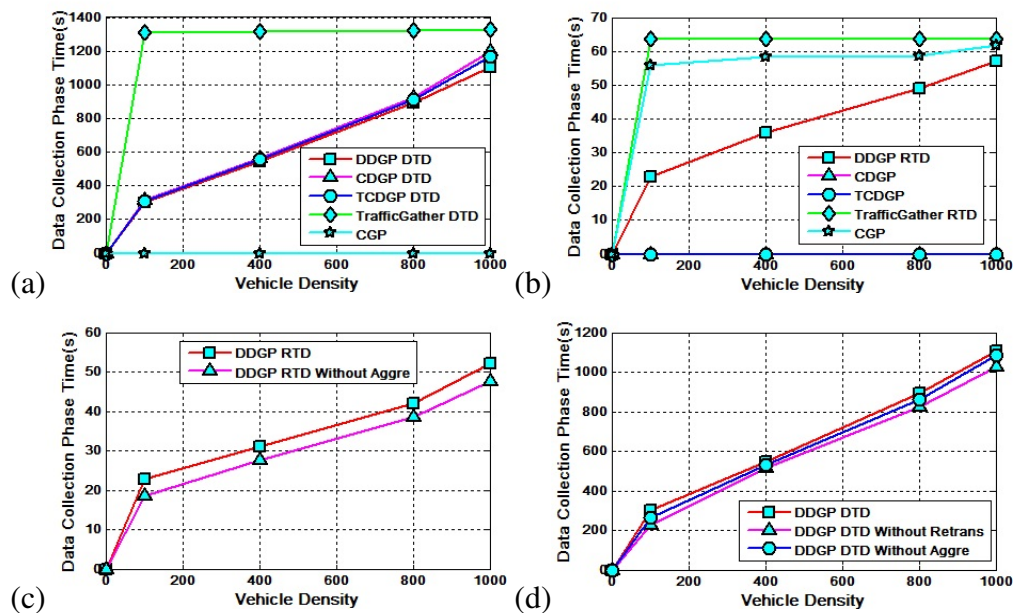 1400
1200
1000
800
600
400
200
0
Data Collection Phase Time(s)
0 200 400 600 800 1000
Vehicle Density
DDGP DTD
CDGP DTD
TCDGP DTD
TrafficGather DTD
CGP
(a)
70
60
50
40
30
20
10
0
Data Collection Phase Time(s)
0 200 400 600 800 1000
Vehicle Density
DDGP RTD
CDGP
TCDGP
TrafficGather RTD
CGP
(b)
60
50
40
30
20
10
0
Data Collection Phase Time(s)
0 200 400 600 800 1000
Vehicle Density
DDGP RTD
DDGP RTD Without Aggre
(c)
1200
1000
800
600
400
200
0
Data Collection Phase Time(s)
0 200 400 600 800 1000
Vehicle Density
DDGP DTD
DDGP DTD Without Retrans
DDGP DTD Without Aggre
(d)